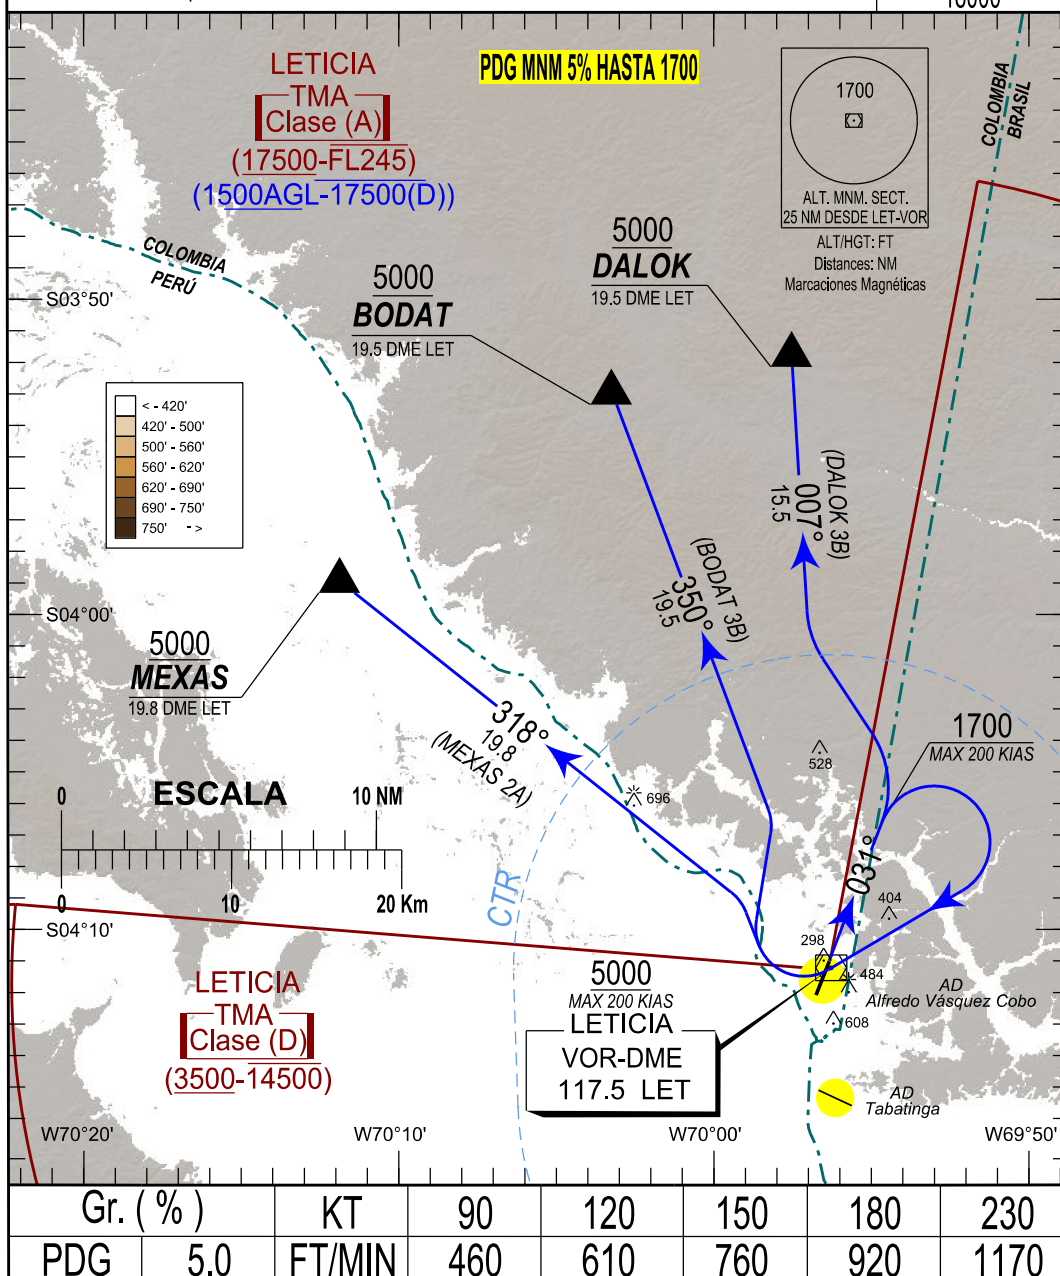 10000
LETICIA
TMA
Clase (A)
(17500-FL245)
(1500AGL-17500(D))
PDG MNM 5% HASTA 1700
1700
ALT. MNM. SECT.
25 NM DESDE LET-VOR
ALT/HGT: FT
Distances: NM
Marcaciones Magnéticas
COLOMBIA
BRASIL
COLOMBIA
PERÚ
S03°50'
5000
BODAT
19.5 DME LET
5000
DALOK
19.5 DME LET
< - 420'
420' - 500'
500' - 560'
560' - 620'
620' - 690'
690' - 750'
750' - >
(DALOK 3B)
007°
15.5
(BODAT 3B)
350°
19.5
S04°00'
5000
MEXAS
19.8 DME LET
318°
19.8
(MEXAS 2A)
1700
MAX 200 KIAS
528
696
ESCALA
0 10 NM
0 10 20 Km
CTR
031°
404
S04°10'
298
484
608
5000
MAX 200 KIAS
LETICIA
VOR-DME
117.5 LET
AD
Alfredo Vásquez Cobo
LETICIA
TMA
Clase (D)
(3500-14500)
AD
Tabatinga
W70°20' W70°10' W70°00' W69°50'
Gr. ( % ) KT 90 120 150 180 230
PDG 5.0 FT/MIN 460 610 760 920 1170